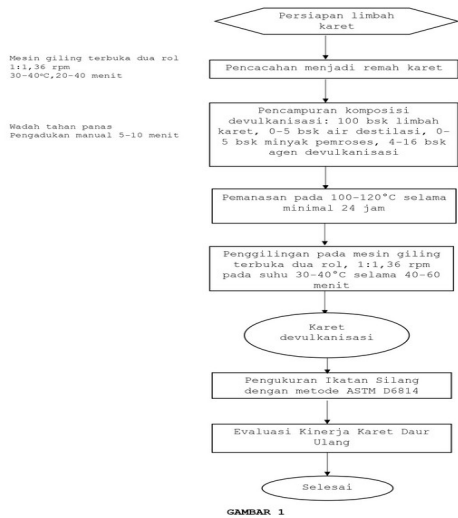 Persiapan limbah
karet
Mesin giling terbuka dua rol
1:1,36 rpm
30-40°C,20-40 menit
Pencacahan menjadi remah karet
Wadah tahan panas
Pengadukan manual 5-10 menit
Pencampuran komposisi
devulkanisasi: 100 bsk limbah
karet, 0-5 bsk air destilasi, 0-
5 bsk minyak pemroses, 4-16 bsk
agen devulkanisasi
Pemanasan pada 100-120°C selama
minimal 24 jam
Penggilingan pada mesin giling
terbuka dua rol, 1:1,36 rpm
pada suhu 30-40°C selama 40-60
menit
Karet
devulkanisasi
Pengukuran Ikatan Silang
dengan metode ASTM D6814
Evaluasi Kinerja Karet Daur
Ulang
Selesai
GAMBAR 1